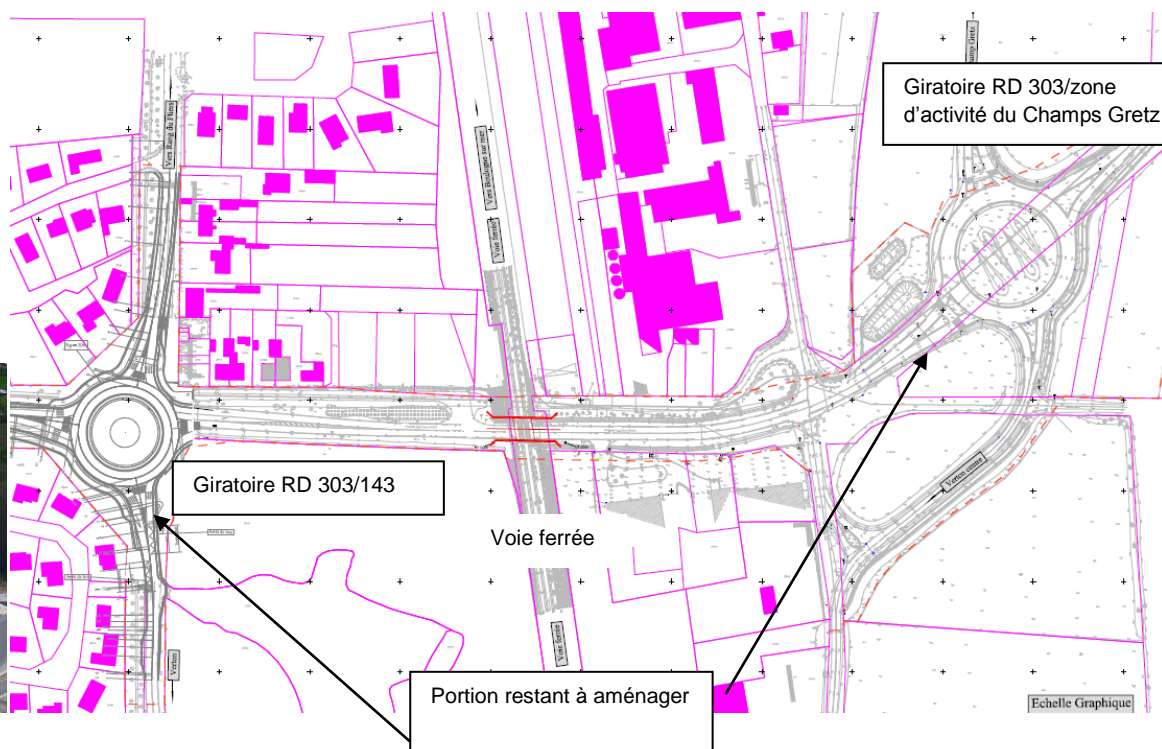 Giratoire RD 303/zone
d'activité du Champs Gretz
Vers Rang du Fliers
Vers Boulogne sur mer
Voie ferrée
Giratoire RD 303/143
Verton centre
Voie ferrée
Voie ferrée
Verton
Portion restant à aménager
Echelle Graphique